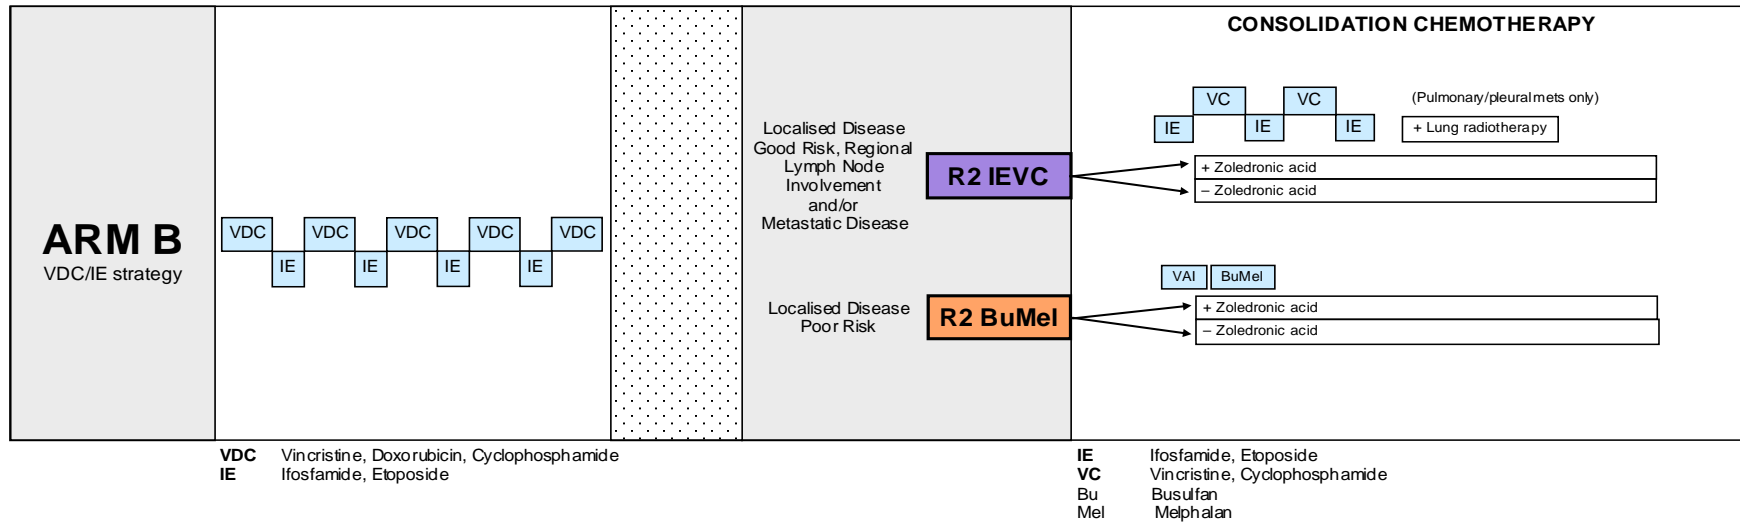 CONSOLIDATION CHEMOTHERAPY
ARM B
VDC/IE strategy
VDC VDC VDC VDC VDC
IE IE IE IE
Localised Disease
Good Risk, Regional
Lymph Node
Involvement
and/or
Metastatic Disease
R2 IEVC
VC VC
IE IE IE
(Pulmonary/pleural mets only)
+ Lung radiotherapy
+ Zoledronic acid
– Zoledronic acid
Localised Disease
Poor Risk
R2 BuMel
VAI BuMel
+ Zoledronic acid
– Zoledronic acid
VDC Vincristine, Doxorubicin, Cyclophosphamide
IE Ifosfamide, Etoposide
IE Ifosfamide, Etoposide
VC Vincristine, Cyclophosphamide
Bu Busulfan
Mel Melphalan